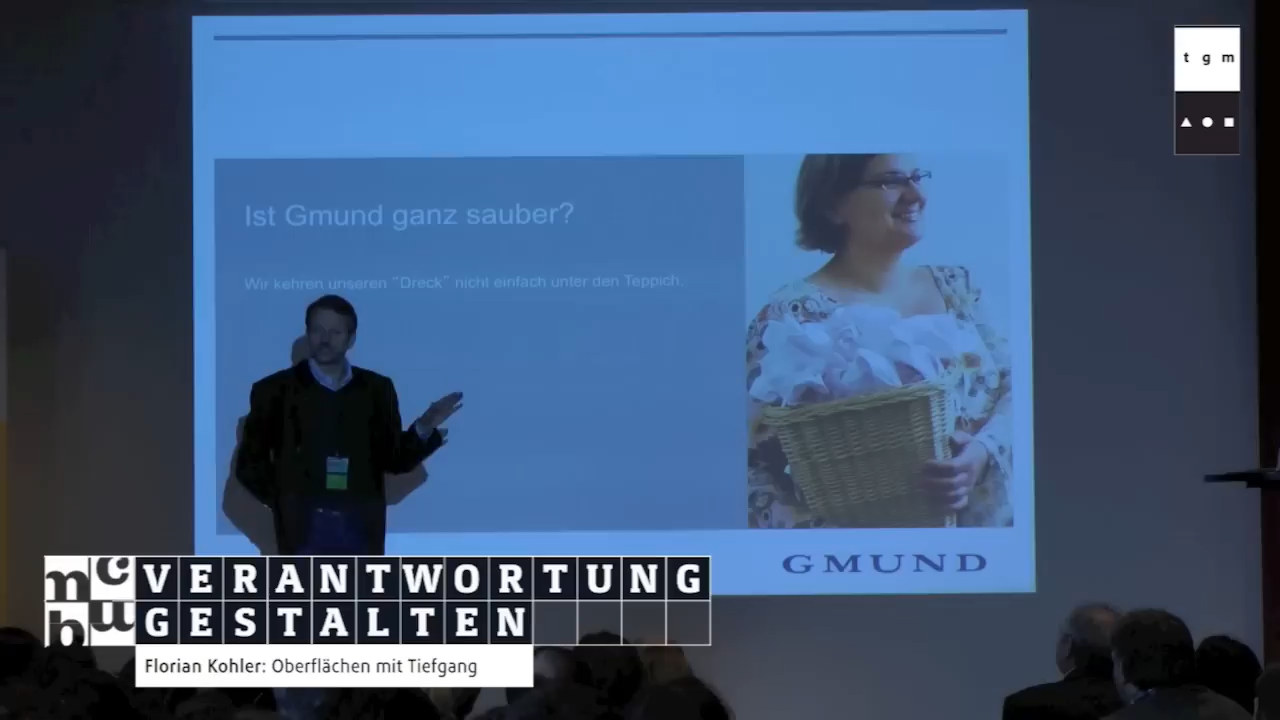 t g m
Ist Gmund ganz sauber?
Wir kehren unseren "Dreck" nicht einfach unter den Teppich.
GMUND
mcbw
VERANTWORTUNG
GESTALTEN
Florian Kohler: Oberflächen mit Tiefgang